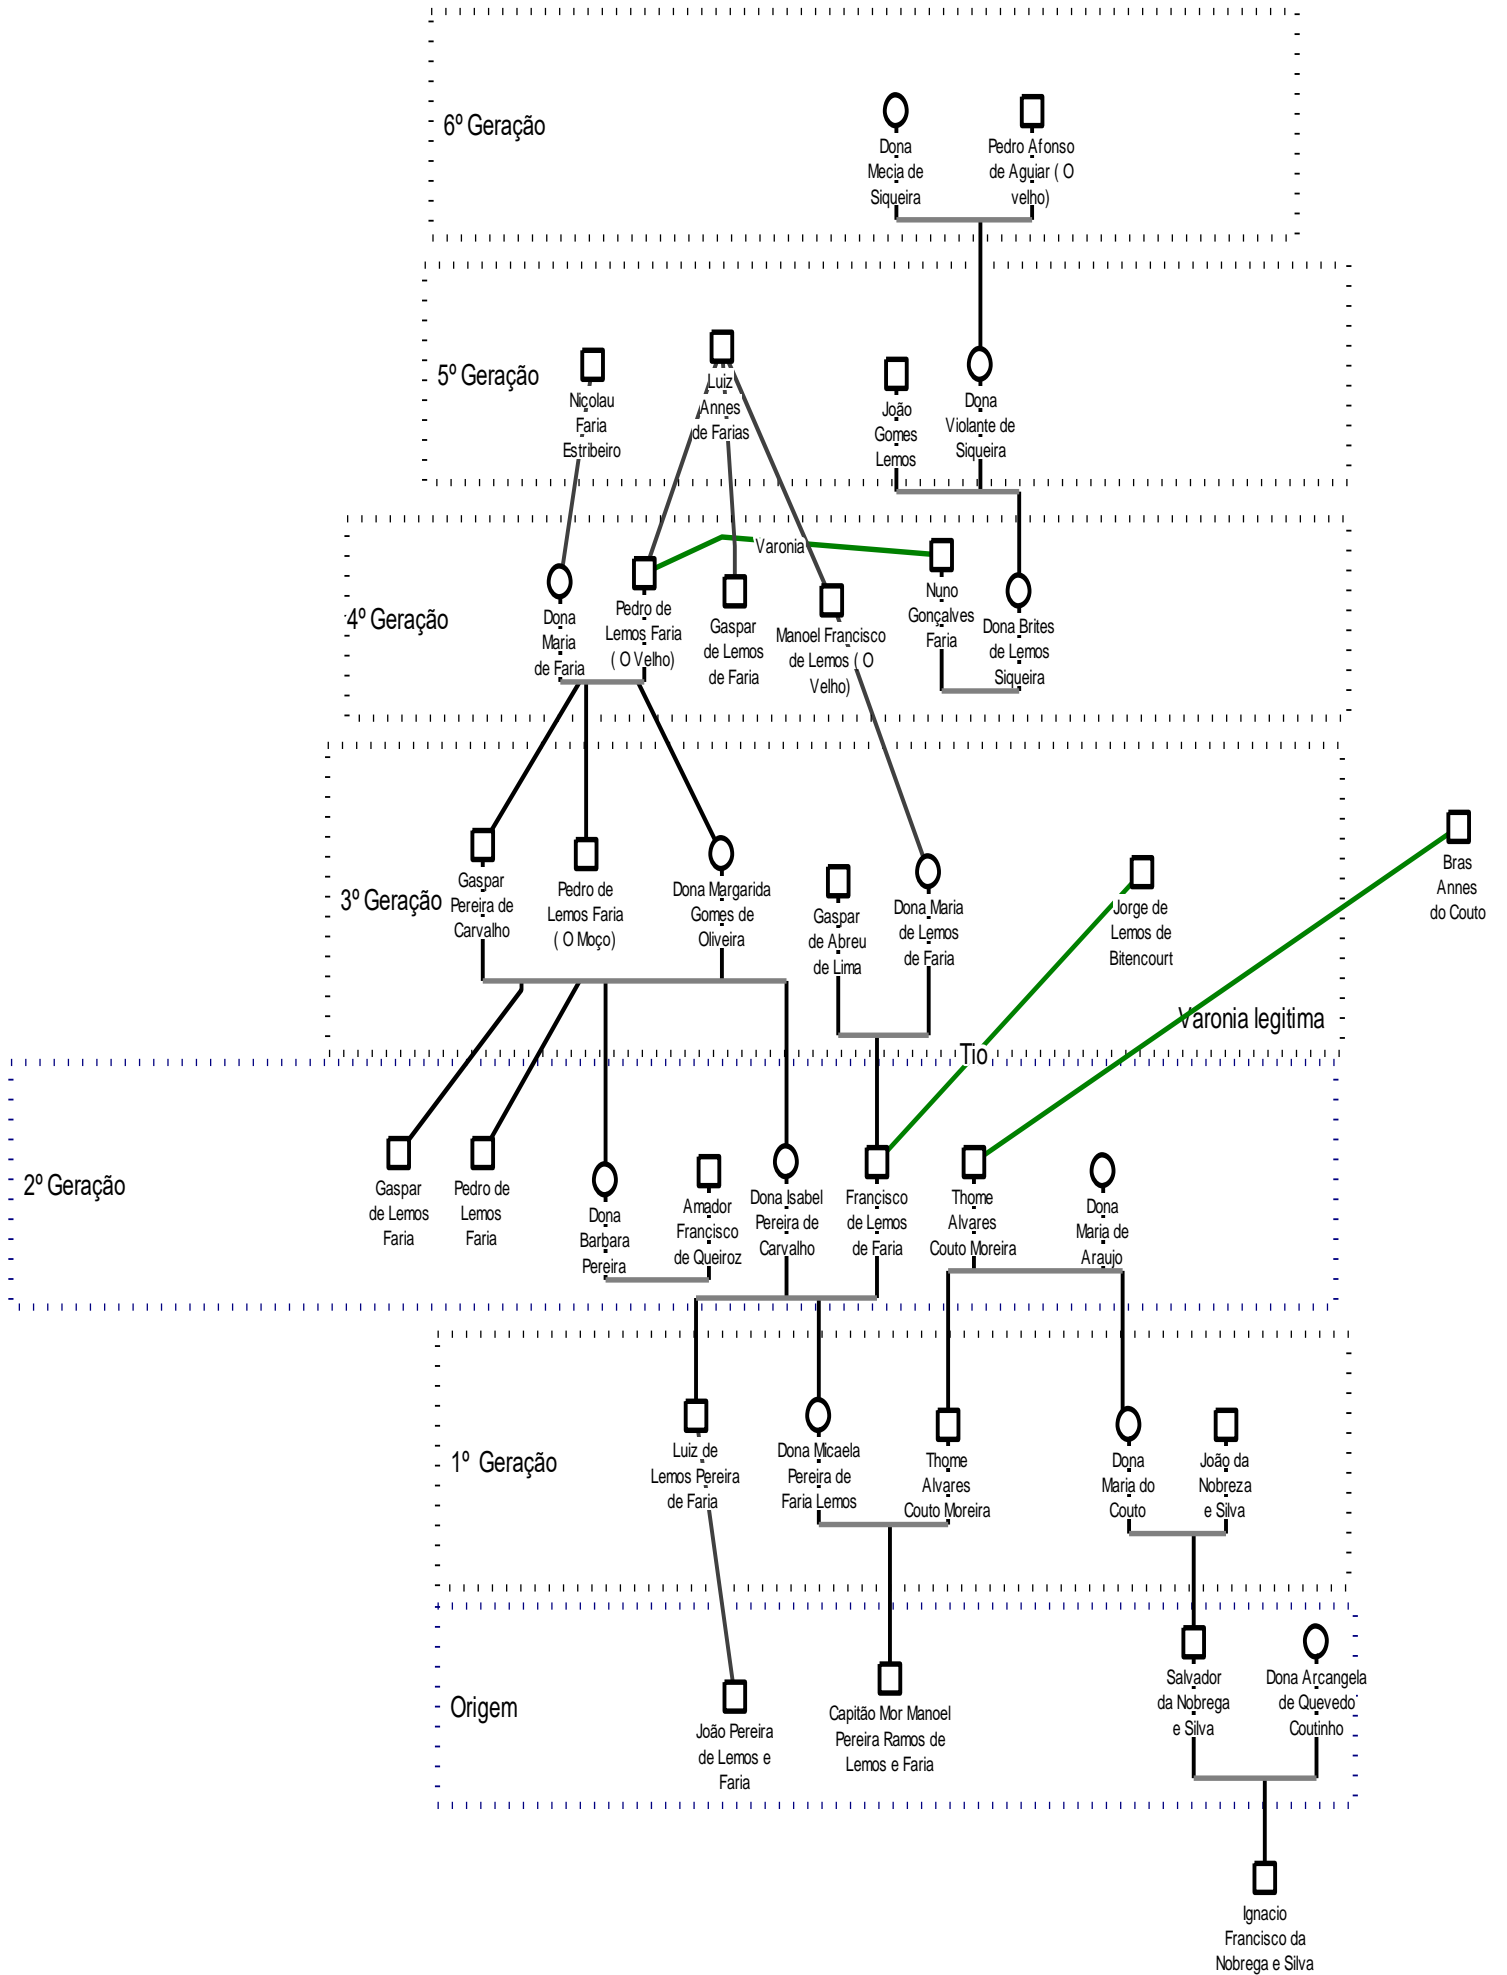 6º Geração
Dona
Mecia de
Siqueira
Pedro Afonso
de Aguiar ( O
velho)
5º Geração
Nicolau
Faria
Estribeiro
Luiz
Annes
de Farias
João
Gomes
Lemos
Dona
Violante de
Siqueira
Varonia
4º Geração
Dona
Maria
de Faria
Pedro de
Lemos Faria
( O Velho)
Gaspar
de Lemos
de Faria
Manoel Francisco
de Lemos ( O
Velho)
Nuno
Gonçalves
Faria
Dona Brites
de Lemos
Siqueira
3º Geração
Gaspar
Pereira de
Carvalho
Pedro de
Lemos Faria
( O Moço)
Dona Margarida
Gomes de
Oliveira
Gaspar
de Abreu
de Lima
Dona Maria
de Lemos
de Faria
Jorge de
Lemos de
Bitencourt
Bras
Annes
do Couto
Varonia legitima
Tio
2º Geração
Gaspar
de Lemos
Faria
Pedro de
Lemos
Faria
Dona
Barbara
Pereira
Amador
Francisco
de Queiroz
Dona Isabel
Pereira de
Carvalho
Francisco
de Lemos
de Faria
Thome
Alvares
Couto Moreira
Dona
Maria de
Araujo
1º Geração
Luiz de
Lemos Pereira
de Faria
Dona Micaela
Pereira de
Faria Lemos
Thome
Alvares
Couto Moreira
Dona
Maria do
Couto
João da
Nobreza
e Silva
Origem
João Pereira
de Lemos e
Faria
Capitão Mor Manoel
Pereira Ramos de
Lemos e Faria
Salvador
da Nobrega
e Silva
Dona Arcangela
de Quevedo
Coutinho
Ignacio
Francisco da
Nobrega e Silva